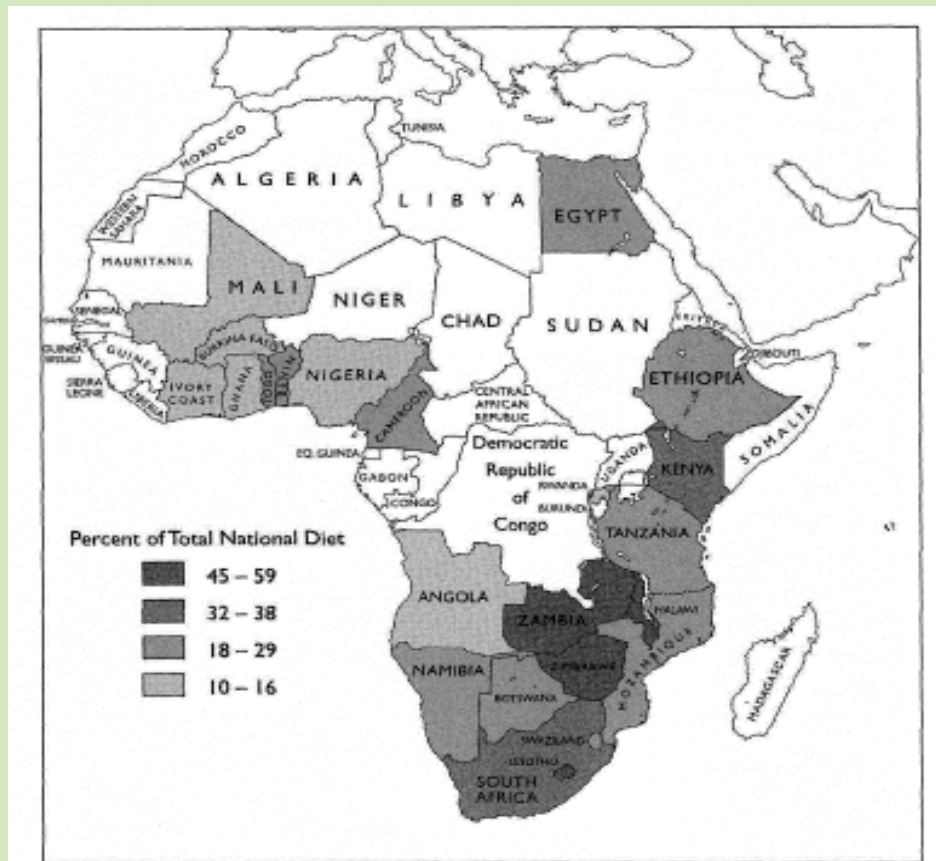 TUNISIA
MOROCCO
ALGERIA
LIBYA
EGYPT
WESTERN
SAHARA
MAURITANIA
MALI
NIGER
CHAD
SUDAN
ERITREA
SENEGAL
GAMBIA
GUINEA
BISSAU
GUINEA
BURKINA FASO
DJIBOUTI
SIERRA
LEONE
LIBERIA
IVORY
COAST
GHANA
TOGO
BENIN
NIGERIA
CAMEROON
CENTRAL
AFRICAN
REPUBLIC
ETHIOPIA
SOMALIA
EQ. GUINEA
GABON
CONGO
Democratic
Republic
of
Congo
UGANDA
KENYA
RWANDA
BURUNDI
TANZANIA
Percent of Total National Diet
45 – 59
32 – 38
18 – 29
10 – 16
ANGOLA
ZAMBIA
MALAWI
MOZAMBIQUE
ZIMBABWE
NAMIBIA
BOTSWANA
MADAGASCAR
SWAZILAND
LESOTHO
SOUTH
AFRICA